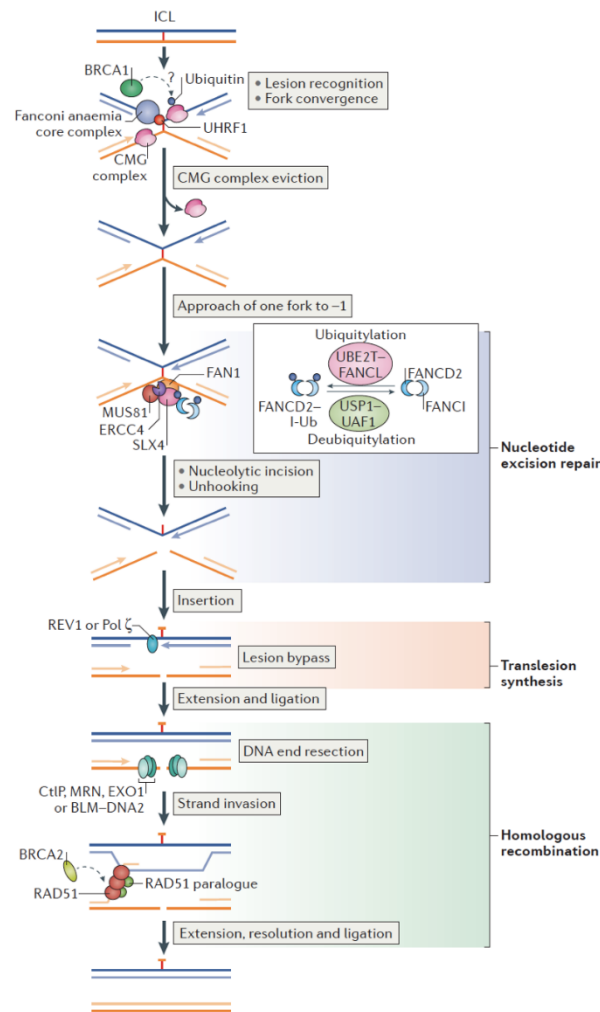 ICL
BRCA1
?
Ubiquitin
• Lesion recognition
• Fork convergence
Fanconi anaemia
core complex
UHRF1
CMG
complex
CMG complex eviction
Approach of one fork to –1
FAN1
MUS81
ERCC4
SLX4
Ubiquitylation
UBE2T–
FANCL
FANCD2
FANCD2–
I-Ub
USP1–
UAF1
FANCI
Deubiquitylation
Nucleotide
excision repair
• Nucleolytic incision
• Unhooking
Insertion
REV1 or Pol ζ
Lesion bypass
Translesion
synthesis
Extension and ligation
DNA end resection
CtIP, MRN, EXO1
or BLM–DNA2
Strand invasion
Homologous
recombination
BRCA2
RAD51 paralogue
RAD51
Extension, resolution and ligation